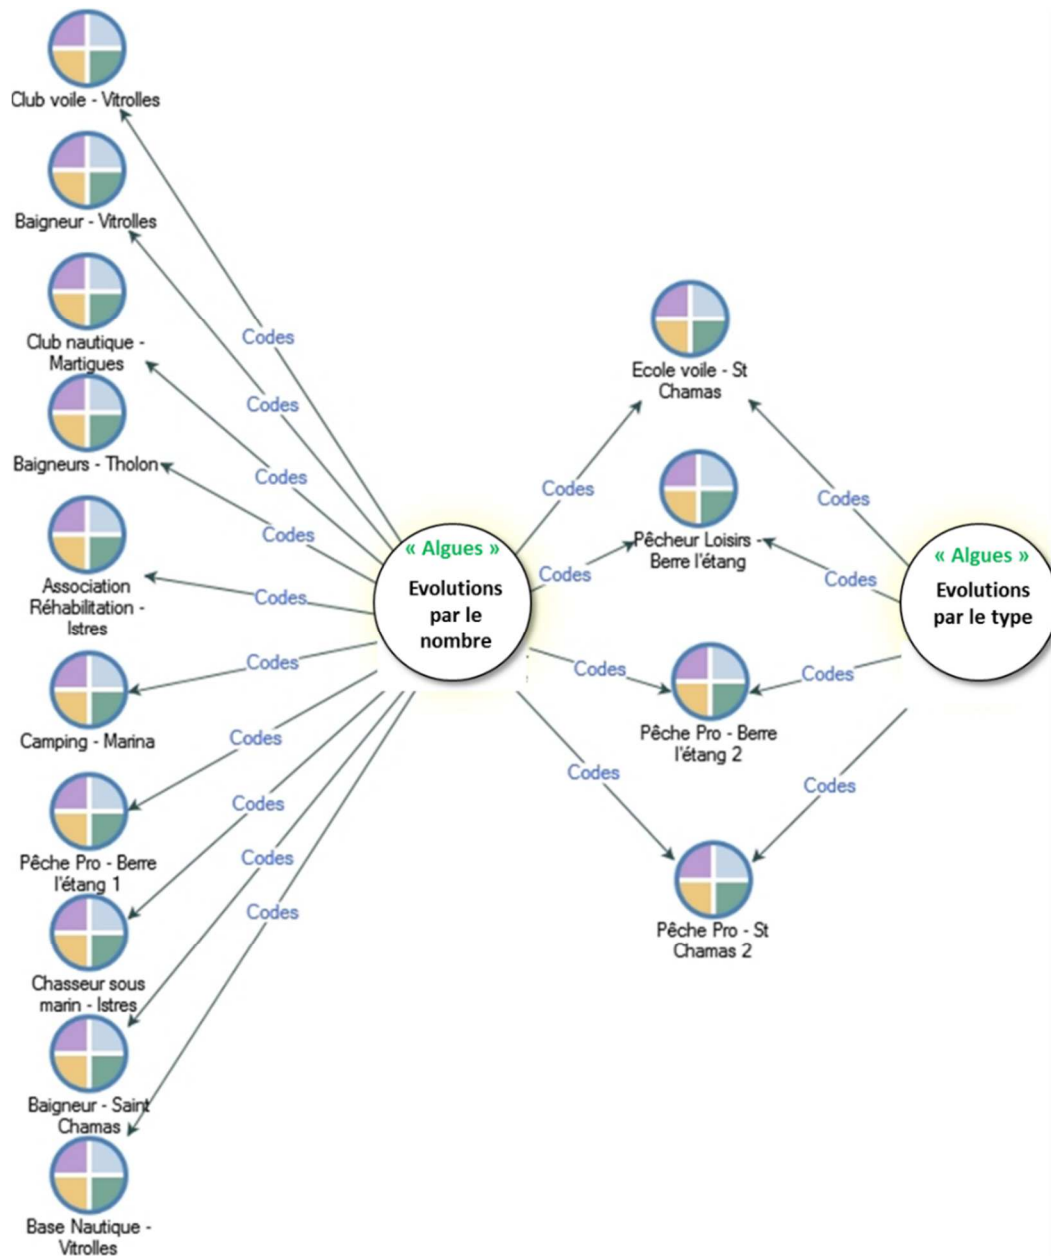 Club voile - Vitrolles
Baigneur - Vitrolles
Club nautique -
Martigues
Baigneurs - Tholon
Association
Réhabilitation -
Istres
Camping - Marina
Pêche Pro - Berre
l'étang 1
Chasseur sous
marin - Istres
Baigneur - Saint
Chamas
Base Nautique -
Vitrolles
Codes
Codes
Codes
Codes
Codes
Codes
Codes
Codes
Codes
Codes
« Algues »
Evolutions
par le
nombre
Codes
Codes
Codes
Codes
Ecole voile - St
Chamas
Pêcheur Loisirs -
Berre l'étang
Pêche Pro - Berre
l'étang 2
Pêche Pro - St
Chamas 2
Codes
Codes
Codes
Codes
« Algues »
Evolutions
par le type